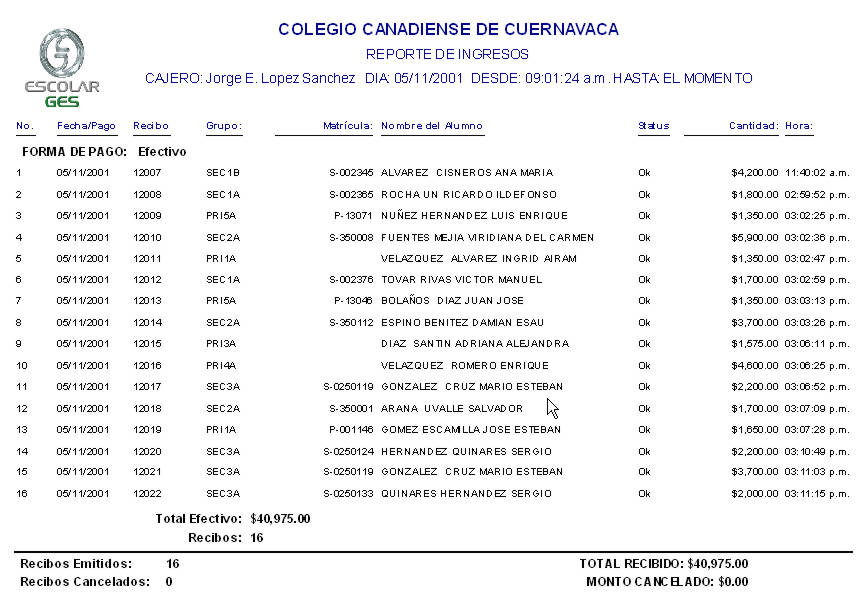 COLEGIO CANADIENSE DE CUERNAVACA
REPORTE DE INGRESOS
CAJERO: Jorge E. Lopez Sanchez DIA: 05/11/2001 DESDE: 09:01:24 a.m. HASTA: EL MOMENTO
ESCOLAR
GES
No. Fecha/Pago Recibo Grupo: Matrícula: Nombre del Alumno Status Cantidad: Hora:
FORMA DE PAGO: Efectivo
1 05/11/2001 12007 SEC1B S-002345 ALVAREZ CISNEROS ANA MARIA Ok $4,200.00 11:40:02 a.m.
2 05/11/2001 12008 SEC1A S-002365 ROCHA UN RICARDO ILDEFONSO Ok $1,800.00 02:59:52 p.m.
3 05/11/2001 12009 PRI5A P-13071 NUÑEZ HERNANDEZ LUIS ENRIQUE Ok $1,350.00 03:02:25 p.m.
4 05/11/2001 12010 SEC2A S-350008 FUENTES MEJIA VIRIDIANA DEL CARMEN Ok $5,900.00 03:02:36 p.m.
5 05/11/2001 12011 PRI1A VELAZQUEZ ALVAREZ INGRID AIRAM Ok $1,350.00 03:02:47 p.m.
6 05/11/2001 12012 SEC1A S-002376 TOVAR RIVAS VICTOR MANUEL Ok $1,700.00 03:02:59 p.m.
7 05/11/2001 12013 PRI5A P-13046 BOLAÑOS DIAZ JUAN JOSE Ok $1,350.00 03:03:13 p.m.
8 05/11/2001 12014 SEC2A S-350112 ESPINO BENITEZ DAMIAN ESAU Ok $3,700.00 03:03:26 p.m.
9 05/11/2001 12015 PRI3A DIAZ SANTIN ADRIANA ALEJANDRA Ok $1,575.00 03:06:11 p.m.
10 05/11/2001 12016 PRI4A VELAZQUEZ ROMERO ENRIQUE Ok $4,600.00 03:06:25 p.m.
11 05/11/2001 12017 SEC3A S-0250119 GONZALEZ CRUZ MARIO ESTEBAN Ok $2,200.00 03:06:52 p.m.
12 05/11/2001 12018 SEC2A S-350001 ARANA UVALLE SALVADOR Ok $1,700.00 03:07:09 p.m.
13 05/11/2001 12019 PRI1A P-001146 GOMEZ ESCAMILLA JOSE ESTEBAN Ok $1,650.00 03:07:28 p.m.
14 05/11/2001 12020 SEC3A S-0250124 HERNANDEZ QUINARES SERGIO Ok $2,200.00 03:10:49 p.m.
15 05/11/2001 12021 SEC3A S-0250119 GONZALEZ CRUZ MARIO ESTEBAN Ok $3,700.00 03:11:03 p.m.
16 05/11/2001 12022 SEC3A S-0250133 QUINARES HERNANDEZ SERGIO Ok $2,000.00 03:11:15 p.m.
Total Efectivo: $40,975.00
Recibos: 16
Recibos Emitidos: 16 TOTAL RECIBIDO: $40,975.00
Recibos Cancelados: 0 MONTO CANCELADO: $0.00